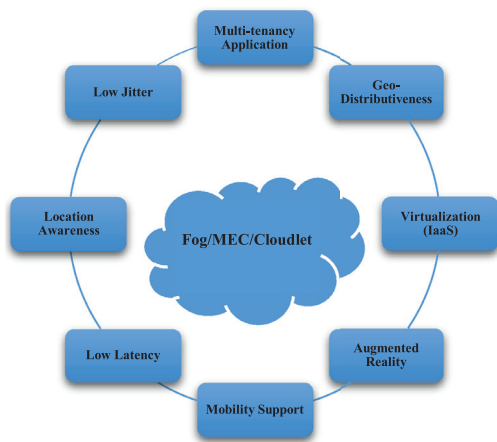 Multi-tenancy
Application
Low Jitter
Geo-
Distributiveness
Location
Awareness
Fog/MEC/Cloudlet
Virtualization
(IaaS)
Low Latency
Augmented
Reality
Mobility Support